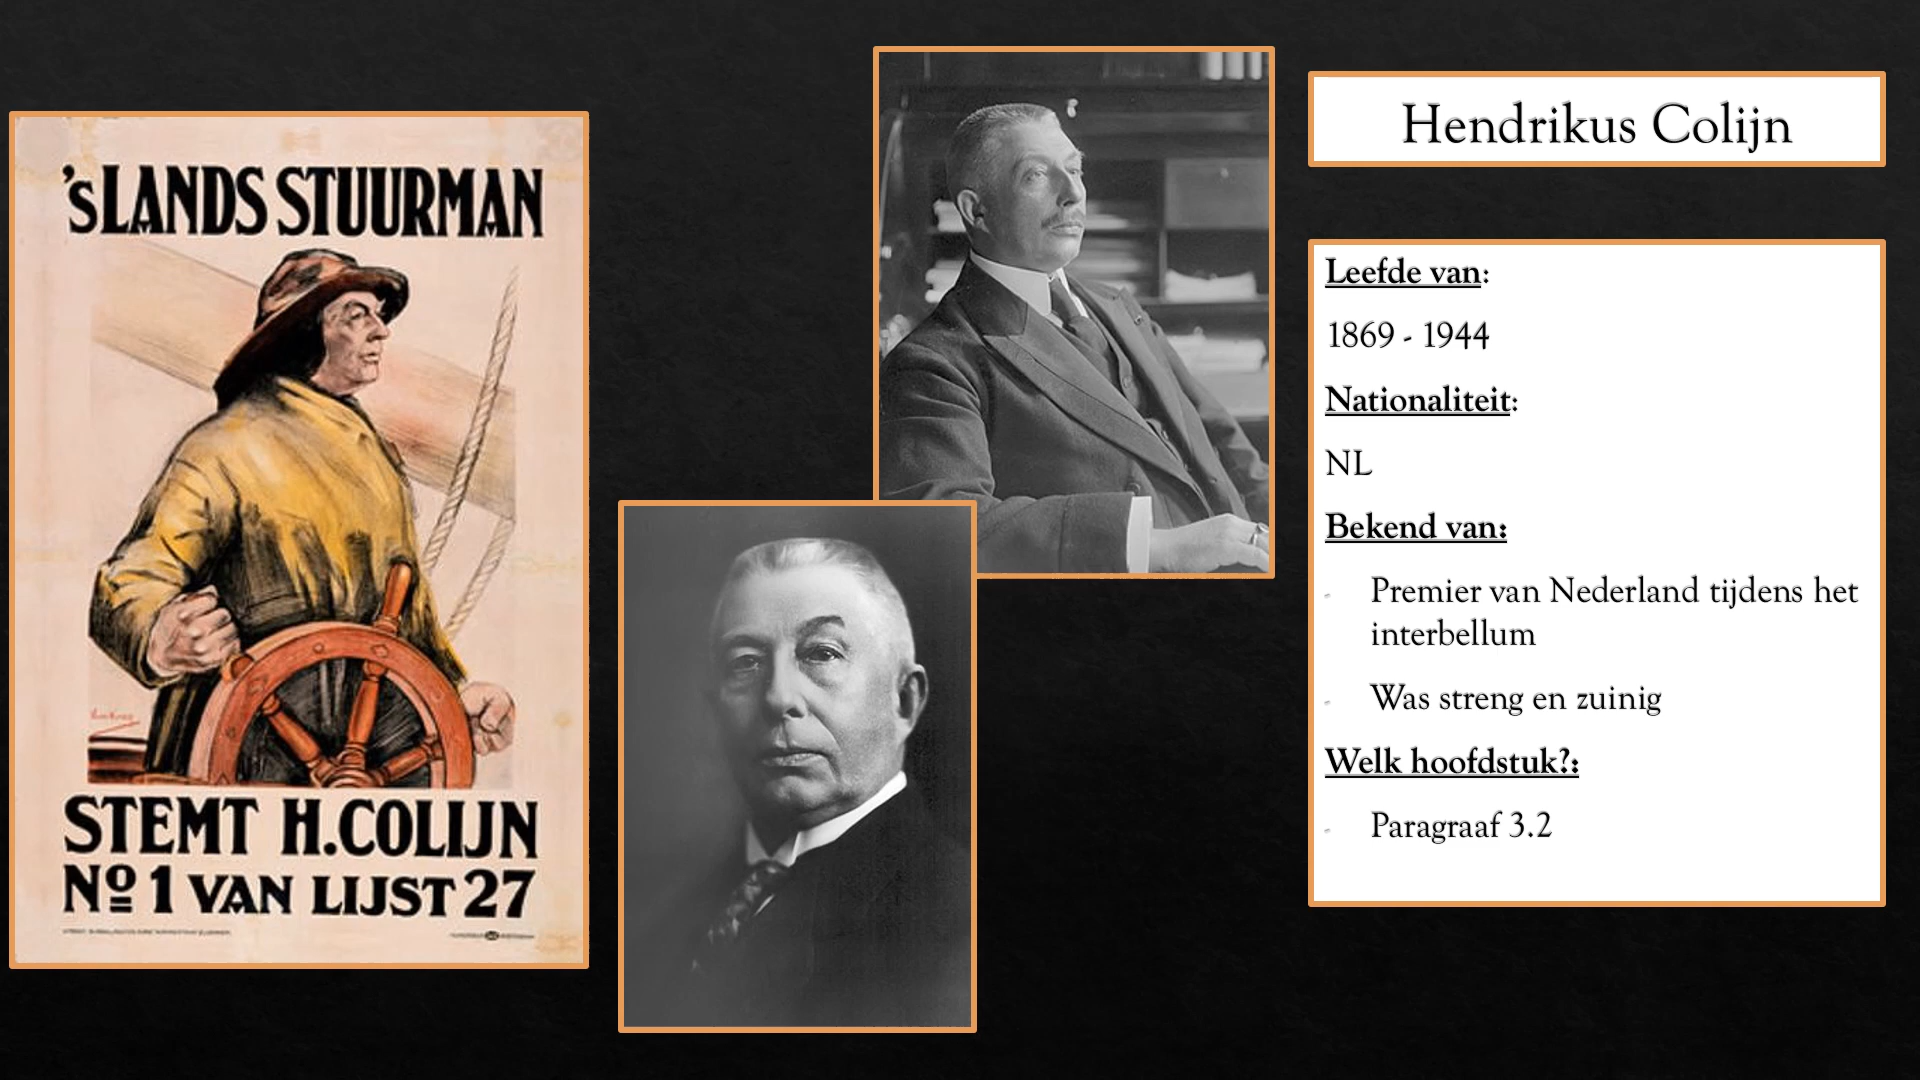 'SLANDS STUURMAN
STEMT H.COLIJN
Nº 1 VAN LIJST 27
Hendrikus Colijn
Leefde van:
1869 - 1944
Nationaliteit:
NL
Bekend van:
- Premier van Nederland tijdens het
interbellum
- Was streng en zuinig
Welk hoofdstuk?:
- Paragraaf 3.2